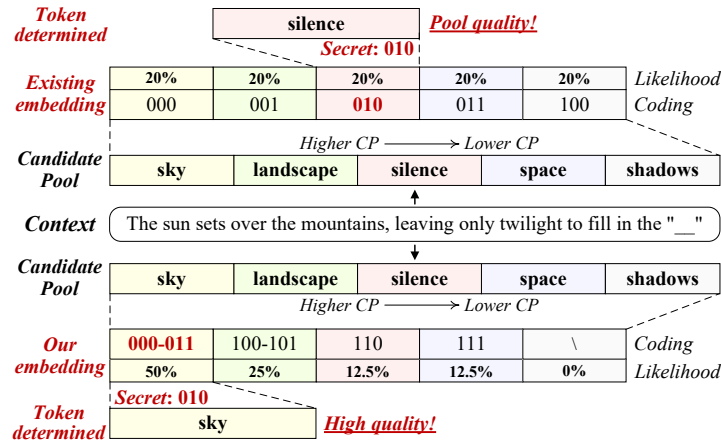 Token determined silence Pool quality!
Secret: 010
Existing embedding 20% 20% 20% 20% 20% Likelihood
000 001 010 011 100 Coding
Higher CP Lower CP
Candidate Pool sky landscape silence space shadows
Context The sun sets over the mountains, leaving only twilight to fill in the "__"
Candidate Pool sky landscape silence space shadows
Higher CP Lower CP
Our embedding 000-011 100-101 110 111 \ Coding
50% 25% 12.5% 12.5% 0% Likelihood
Secret: 010
Token determined sky High quality!